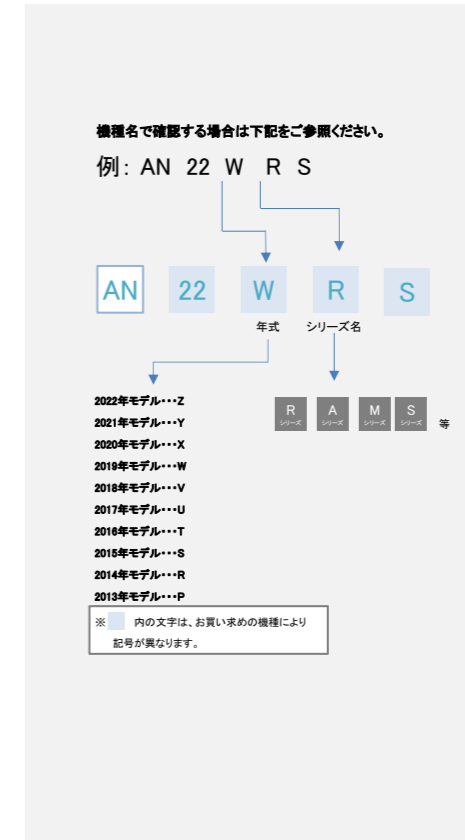 機種名で確認する場合は下記をご参照ください。
例: AN 22 W R S
AN 22 W R S
年式 シリーズ名
2022年モデル・・・Z
2021年モデル・・・Y
2020年モデル・・・X
2019年モデル・・・W
2018年モデル・・・V
2017年モデル・・・U
2016年モデル・・・T
2015年モデル・・・S
2014年モデル・・・R
2013年モデル・・・P
R A M S
シリーズ シリーズ シリーズ シリーズ 等
※ 内の文字は、お買い求めの機種により
記号が異なります。